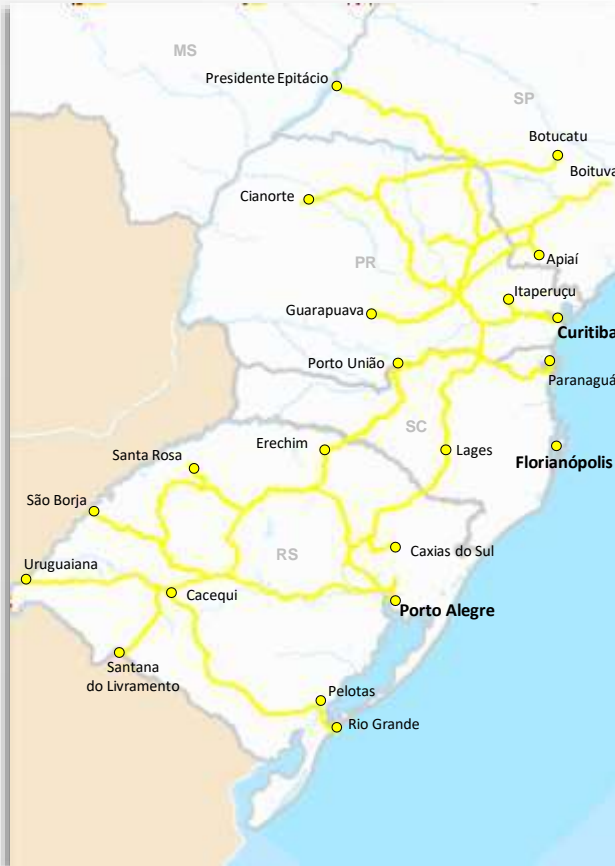 MS
Presidente Epitácio
SP
Botucatu
Boituva
Cianorte
PR
Apiaí
Itaperuçu
Guarapuava
Curitiba
Porto União
Paranaguá
SC
Erechim
Lages
Santa Rosa
Florianópolis
São Borja
RS
Caxias do Sul
Uruguaiana
Cacequi
Porto Alegre
Santana
do Livramento
Pelotas
Rio Grande